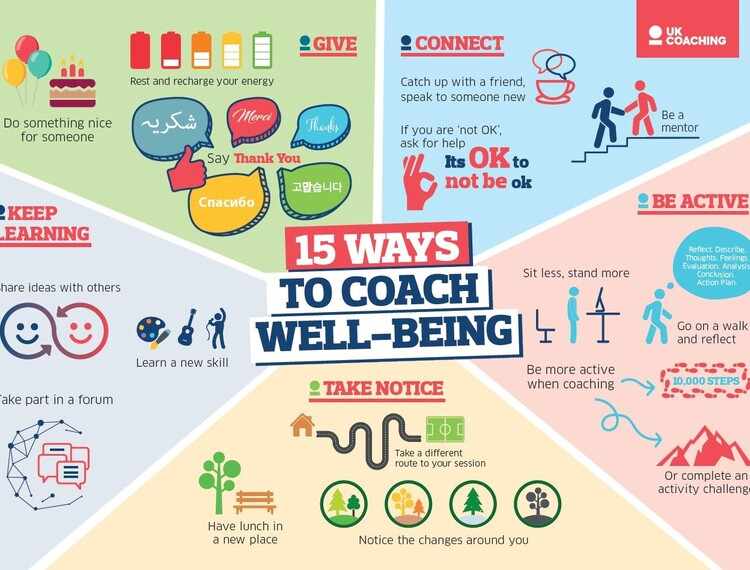 GIVE
Rest and recharge your energy
Do something nice
for someone
شكریہ
Merci
Thanks
Say Thank You
Спасибо
고맙습니다
CONNECT
UK
COACHING
Catch up with a friend,
speak to someone new
Be a
mentor
If you are 'not OK',
ask for help
Its OK to
not be ok
KEEP
LEARNING
Share ideas with others
Learn a new skill
Take part in a forum
15 WAYS
TO COACH
WELL-BEING
BE ACTIVE
Reflect. Describe.
Thoughts. Feelings.
Evaluation. Analysis
Conclusion.
Action Plan.
Sit less, stand more
Go on a walk
and reflect
Be more active
when coaching
10,000 STEPS
Or complete an
activity challenge
TAKE NOTICE
Take a different
route to your session
Have lunch in
a new place
Notice the changes around you